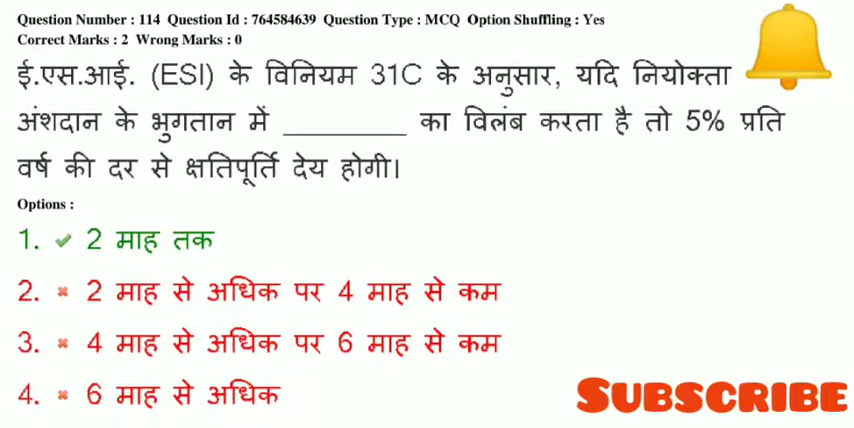 Question Number : 114 Question Id : 764584639 Question Type : MCQ Option Shuffling : Yes
Correct Marks : 2 Wrong Marks : 0
ई.एस.आई. (ESI) के विनियम 31C के अनुसार, यदि नियोक्ता
अंशदान के भुगतान में __________ का विलंब करता है तो 5% प्रति
वर्ष की दर से क्षतिपूर्ति देय होगी।
Options :
1. ✔ 2 माह तक
2. ✖ 2 माह से अधिक पर 4 माह से कम
3. ✖ 4 माह से अधिक पर 6 माह से कम
4. ✖ 6 माह से अधिक
SUBSCRIBE